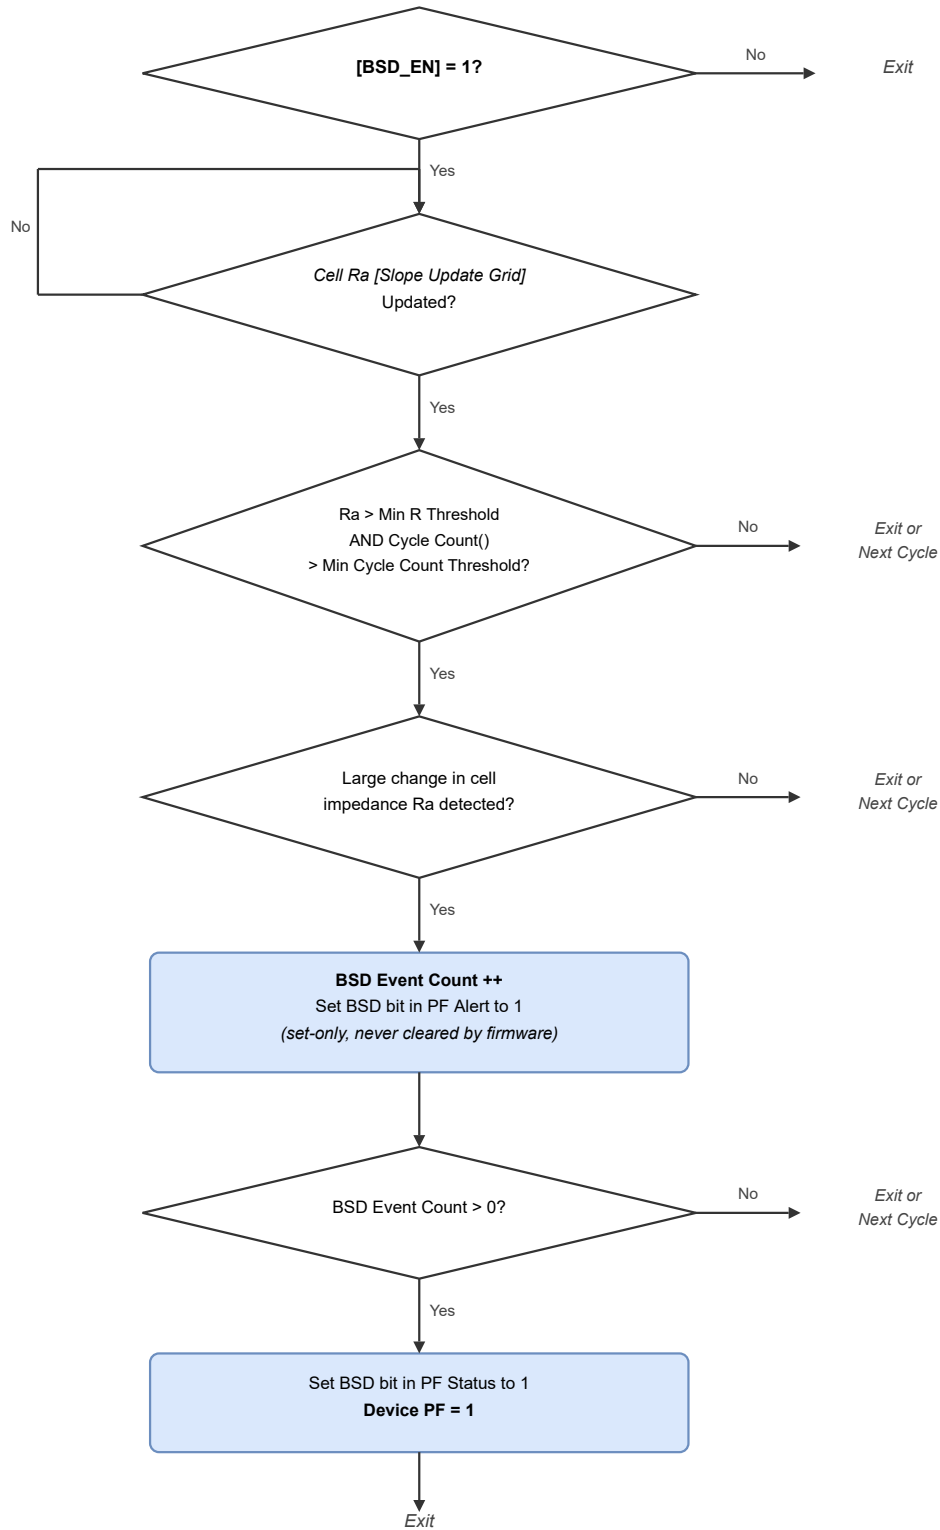 [BSD_EN] = 1?
No
Exit
Yes
No
Cell Ra [Slope Update Grid]
Updated?
Yes
Ra > Min R Threshold
AND Cycle Count()
> Min Cycle Count Threshold?
No
Exit or
Next Cycle
Yes
Large change in cell
impedance Ra detected?
No
Exit or
Next Cycle
Yes
BSD Event Count ++
Set BSD bit in PF Alert to 1
(set-only, never cleared by firmware)
BSD Event Count > 0?
No
Exit or
Next Cycle
Yes
Set BSD bit in PF Status to 1
Device PF = 1
Exit